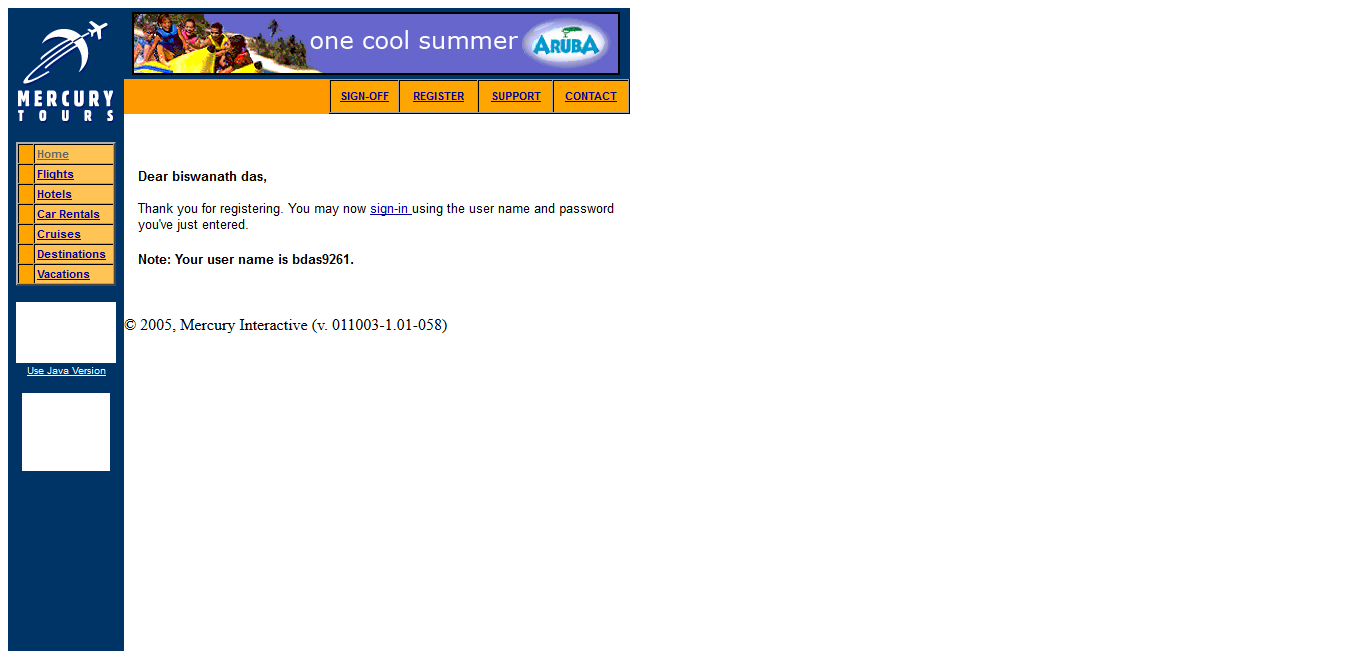 MERCURY
TOURS
one cool summer
ARUBA
SIGN-OFF
REGISTER
SUPPORT
CONTACT
Home
Flights
Hotels
Car Rentals
Cruises
Destinations
Vacations
Use Java Version
Dear biswanath das,
Thank you for registering. You may now sign-in using the user name and password
you've just entered.
Note: Your user name is bdas9261.
© 2005, Mercury Interactive (v. 011003-1.01-058)